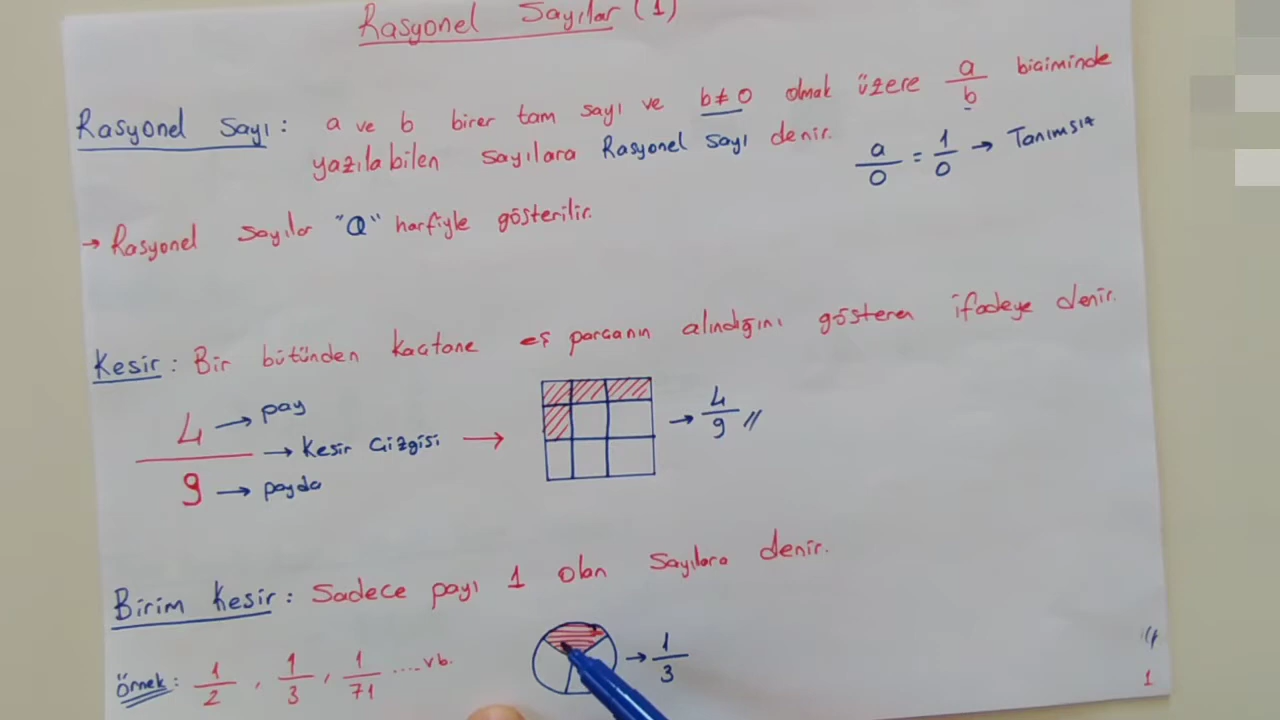 Rasyonel Sayılar (1)
Rasyonel Sayı : a ve b birer tam sayı ve b≠0 olmak üzere a/b biçiminde
yazılabilen sayılara Rasyonel sayı denir.
a/0 = 1/0 → Tanımsız
→ Rasyonel sayılar "Q" harfiyle gösterilir.
Kesir : Bir bütünden kaçtane eş parçanın alındığını gösteren ifadeye denir.
4 → pay
→ Kesir Çizgisi →
9 → payda
→ 4/9 //
Birim Kesir : Sadece payı 1 olan sayılara denir.
Örnek : 1/2 , 1/3 , 1/71 ....vb.
→ 1/3
1